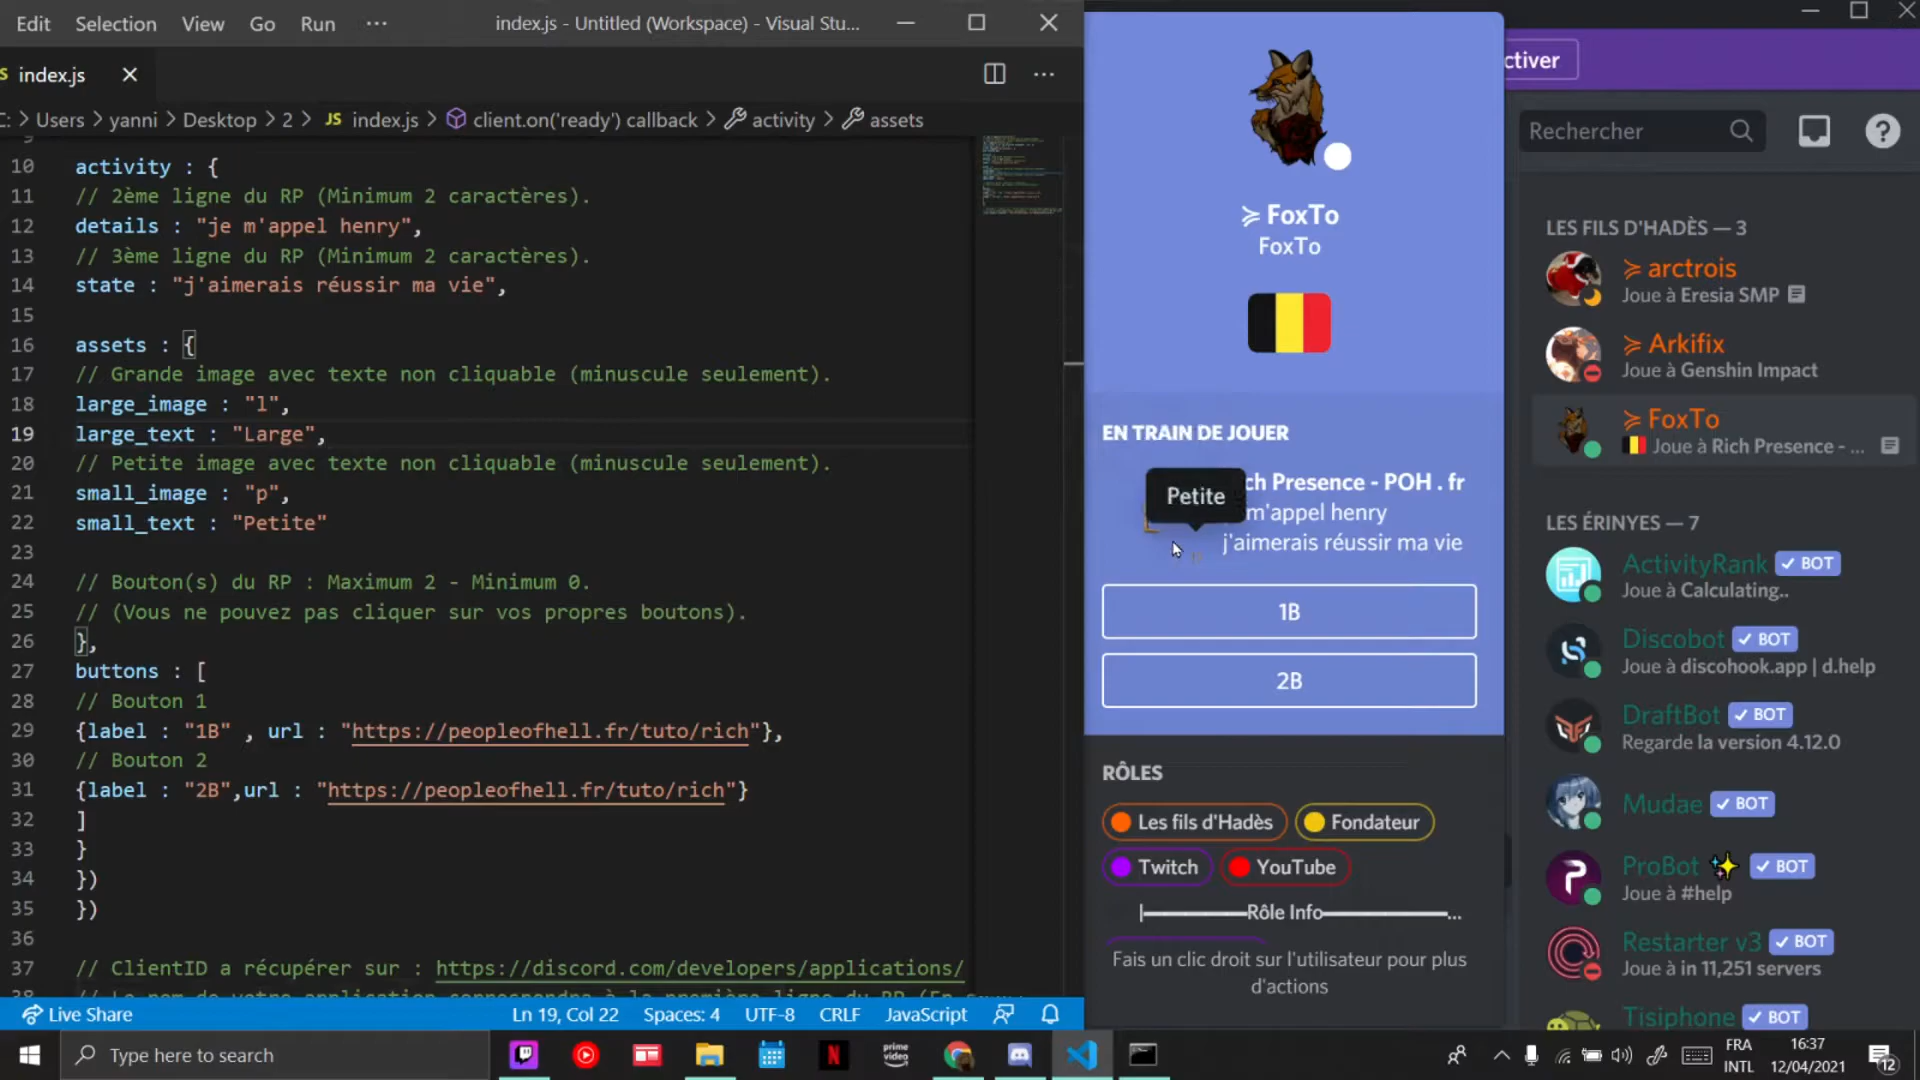 Edit Selection View Go Run ···
index.js - Untitled (Workspace) - Visual Stu...
index.js
Users > yanni > Desktop > 2 > JS index.js > client.on('ready') callback > activity > assets
10 activity : {
11 // 2ème ligne du RP (Minimum 2 caractères).
12 details : "je m'appel henry",
13 // 3ème ligne du RP (Minimum 2 caractères).
14 state : "j'aimerais réussir ma vie",
15
16 assets : {
17 // Grande image avec texte non cliquable (minuscule seulement).
18 large_image : "l",
19 large_text : "Large",
20 // Petite image avec texte non cliquable (minuscule seulement).
21 small_image : "p",
22 small_text : "Petite"
23
24 // Bouton(s) du RP : Maximum 2 - Minimum 0.
25 // (Vous ne pouvez pas cliquer sur vos propres boutons).
26 },
27 buttons : [
28 // Bouton 1
29 {label : "1B" , url : "https://peopleofhell.fr/tuto/rich"},
30 // Bouton 2
31 {label : "2B",url : "https://peopleofhell.fr/tuto/rich"}
32 ]
33 }
34 })
35 })
36
37 // ClientID a récupérer sur : https://discord.com/developers/applications/
Live Share
Ln 19, Col 22
Spaces: 4
UTF-8
CRLF
JavaScript
≽ FoxTo
FoxTo
EN TRAIN DE JOUER
Petite
ch Presence - POH . fr
m'appel henry
j'aimerais réussir ma vie
1B
2B
RÔLES
Les fils d'Hadès
Fondateur
Twitch
YouTube
Rôle Info
Fais un clic droit sur l'utilisateur pour plus
d'actions
ctiver
Rechercher
LES FILS D'HADÈS — 3
≽ arctrois
Joue à Eresia SMP
≽ Arkifix
Joue à Genshin Impact
≽ FoxTo
Joue à Rich Presence - ...
LES ÉRINYES — 7
ActivityRank ✓ BOT
Joue à Calculating..
Discobot ✓ BOT
Joue à discohook.app | d.help
DraftBot ✓ BOT
Regarde la version 4.12.0
Mudae ✓ BOT
ProBot ✨ ✓ BOT
Joue à #help
Restarter v3 ✓ BOT
Joue à in 11,251 servers
Tisiphone ✓ BOT
Type here to search
prime video
FRA
INTL
16:37
12/04/2021
12